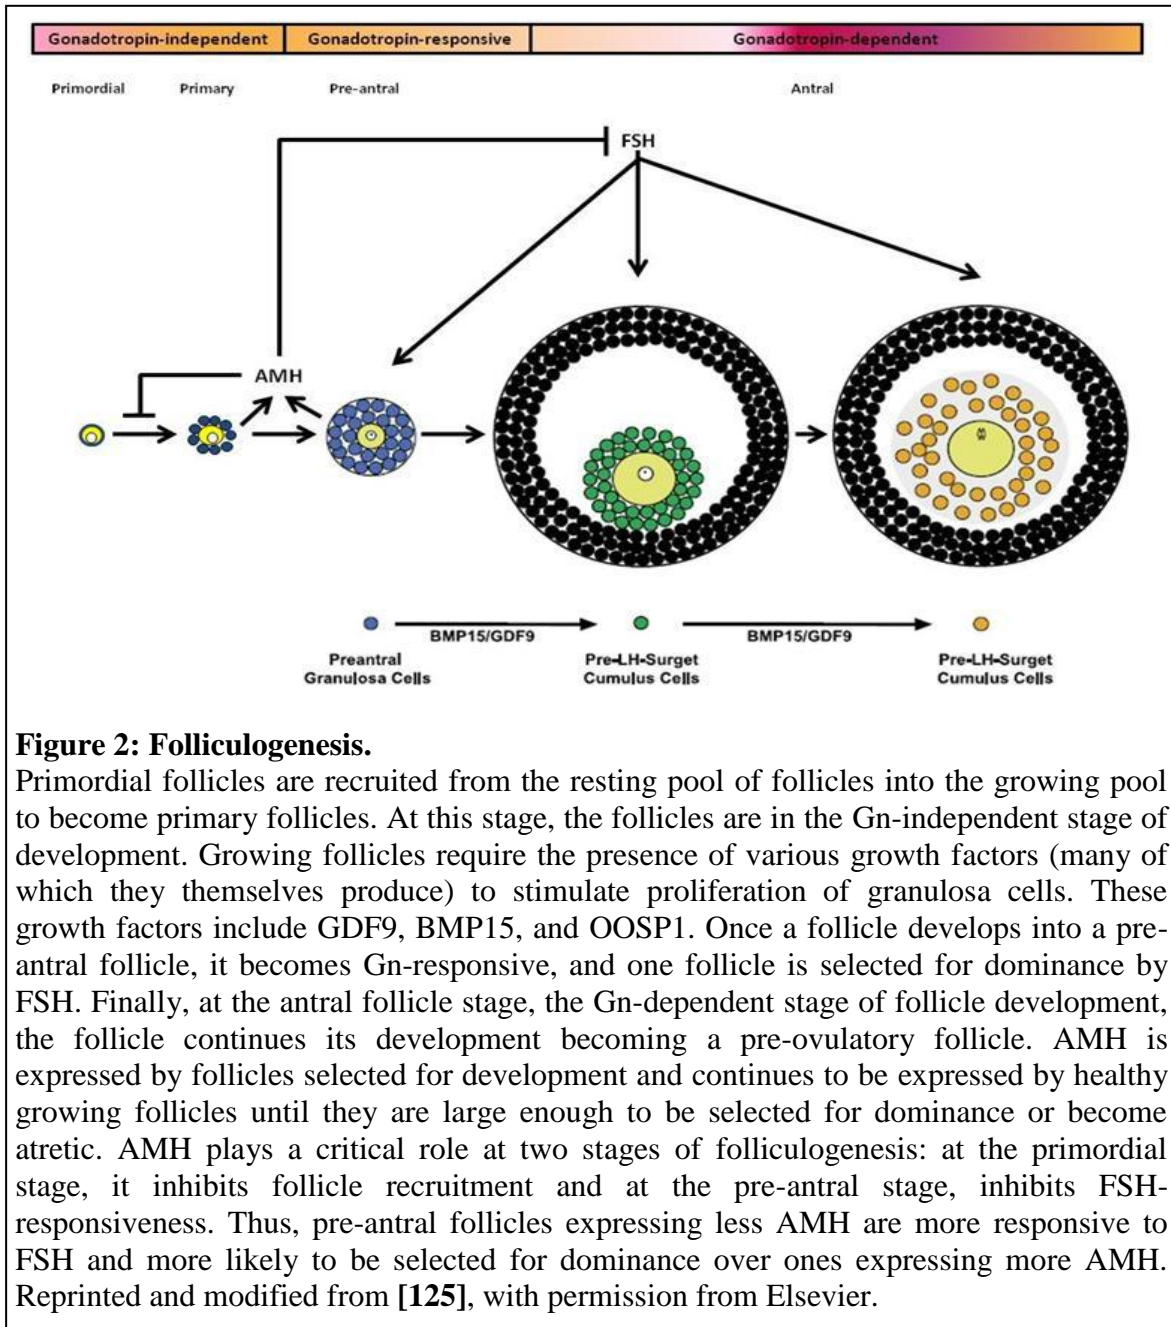 Gonadotropin-independent Gonadotropin-responsive Gonadotropin-dependent
Primordial Primary Pre-antral Antral
FSH
AMH
BMP15/GDF9 BMP15/GDF9
Preantral Granulosa Cells
Pre-LH-Surget Cumulus Cells
Pre-LH-Surget Cumulus Cells
Figure 2: Folliculogenesis.
Primordial follicles are recruited from the resting pool of follicles into the growing pool
to become primary follicles. At this stage, the follicles are in the Gn-independent stage of
development. Growing follicles require the presence of various growth factors (many of
which they themselves produce) to stimulate proliferation of granulosa cells. These
growth factors include GDF9, BMP15, and OOSP1. Once a follicle develops into a pre-
antral follicle, it becomes Gn-responsive, and one follicle is selected for dominance by
FSH. Finally, at the antral follicle stage, the Gn-dependent stage of follicle development,
the follicle continues its development becoming a pre-ovulatory follicle. AMH is
expressed by follicles selected for development and continues to be expressed by healthy
growing follicles until they are large enough to be selected for dominance or become
atretic. AMH plays a critical role at two stages of folliculogenesis: at the primordial
stage, it inhibits follicle recruitment and at the pre-antral stage, inhibits FSH-
responsiveness. Thus, pre-antral follicles expressing less AMH are more responsive to
FSH and more likely to be selected for dominance over ones expressing more AMH.
Reprinted and modified from [125], with permission from Elsevier.